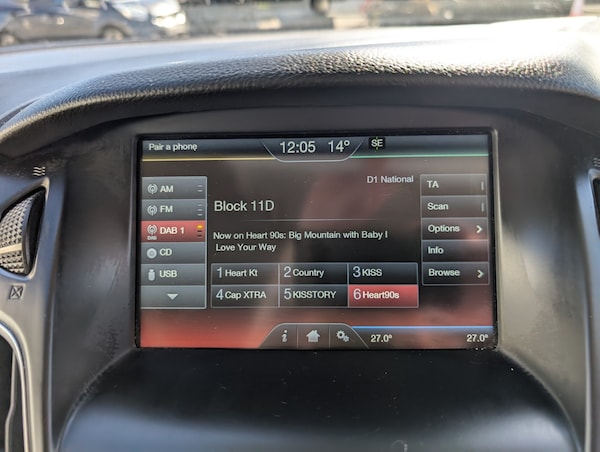 Pair a phone
12:05 14°
SE
D1 National
AM
FM
DAB 1
DAB
CD
USB
Block 11D
Now on Heart 90s: Big Mountain with Baby I
Love Your Way
1 Heart Kt
2 Country
3 KISS
4 Cap XTRA
5 KISSTORY
6 Heart90s
TA
Scan
Options
Info
Browse
i
27.0°
27.0°